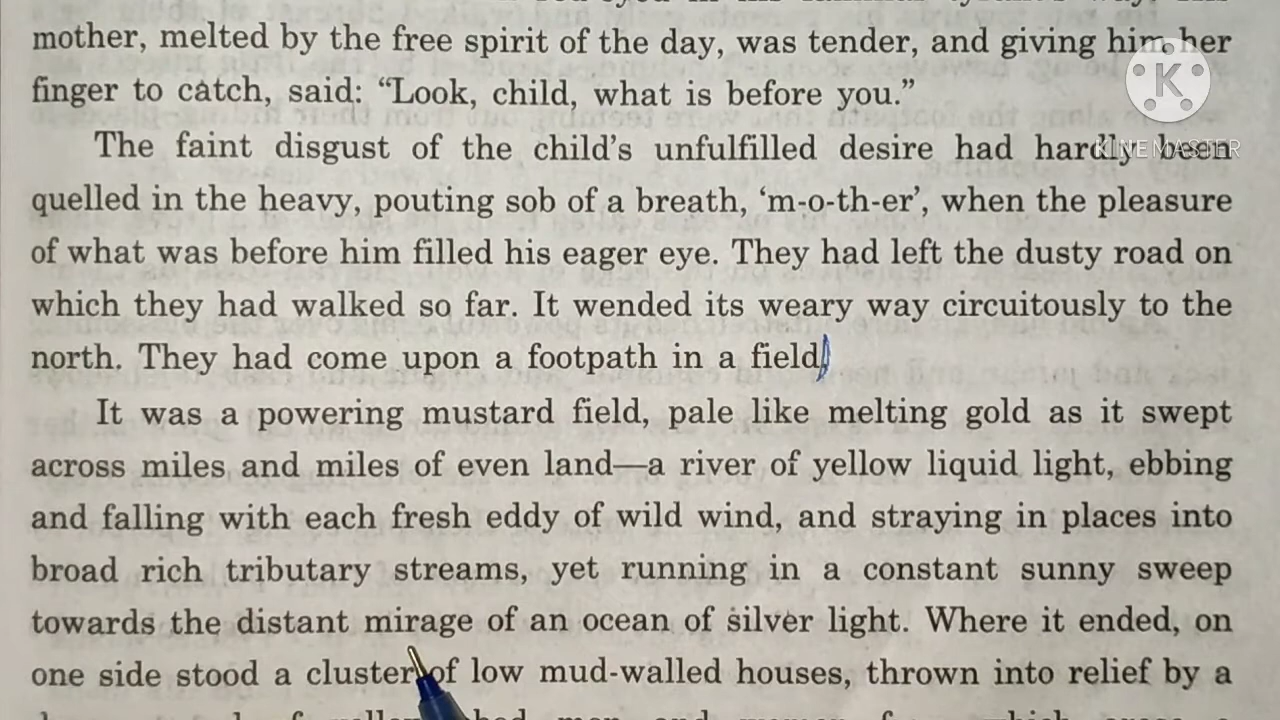 mother, melted by the free spirit of the day, was tender, and giving him her
finger to catch, said: “Look, child, what is before you.”
The faint disgust of the child’s unfulfilled desire had hardly been
quelled in the heavy, pouting sob of a breath, ‘m-o-th-er’, when the pleasure
of what was before him filled his eager eye. They had left the dusty road on
which they had walked so far. It wended its weary way circuitously to the
north. They had come upon a footpath in a field
It was a powering mustard field, pale like melting gold as it swept
across miles and miles of even land—a river of yellow liquid light, ebbing
and falling with each fresh eddy of wild wind, and straying in places into
broad rich tributary streams, yet running in a constant sunny sweep
towards the distant mirage of an ocean of silver light. Where it ended, on
one side stood a cluster of low mud-walled houses, thrown into relief by a
K
KINEMASTER